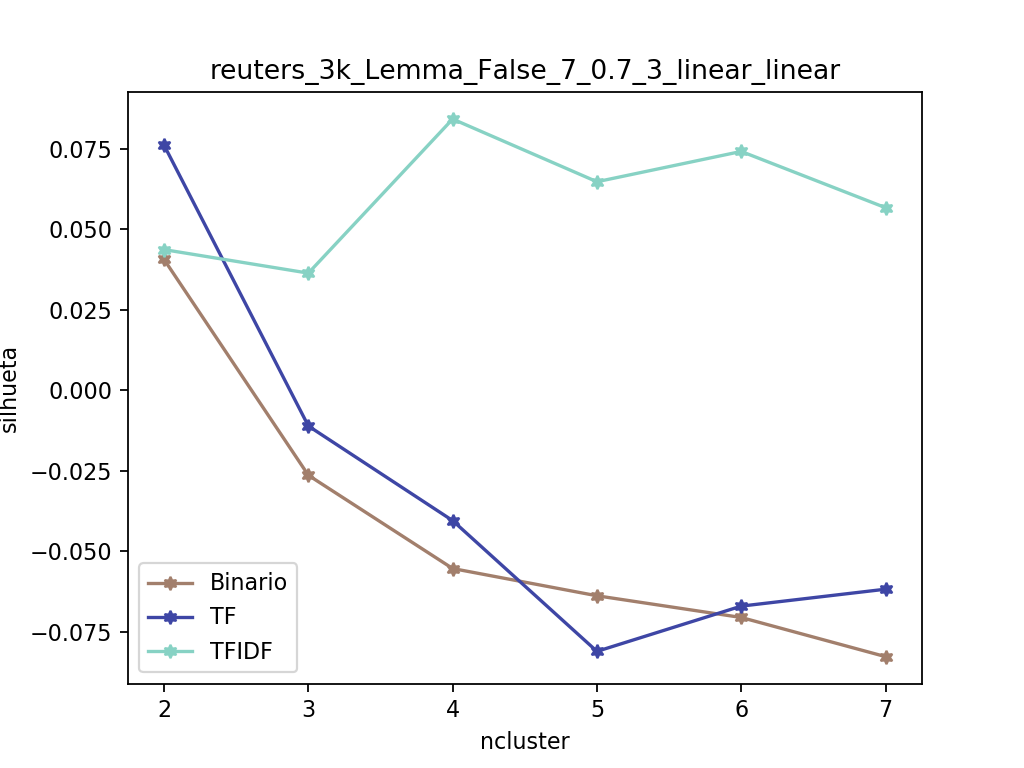 reuters_3k_Lemma_False_7_0.7_3_linear_linear
0.075
0.050
0.025
0.000
−0.025
−0.050
−0.075
silhueta
Binario
TF
TFIDF
2 3 4 5 6 7
ncluster